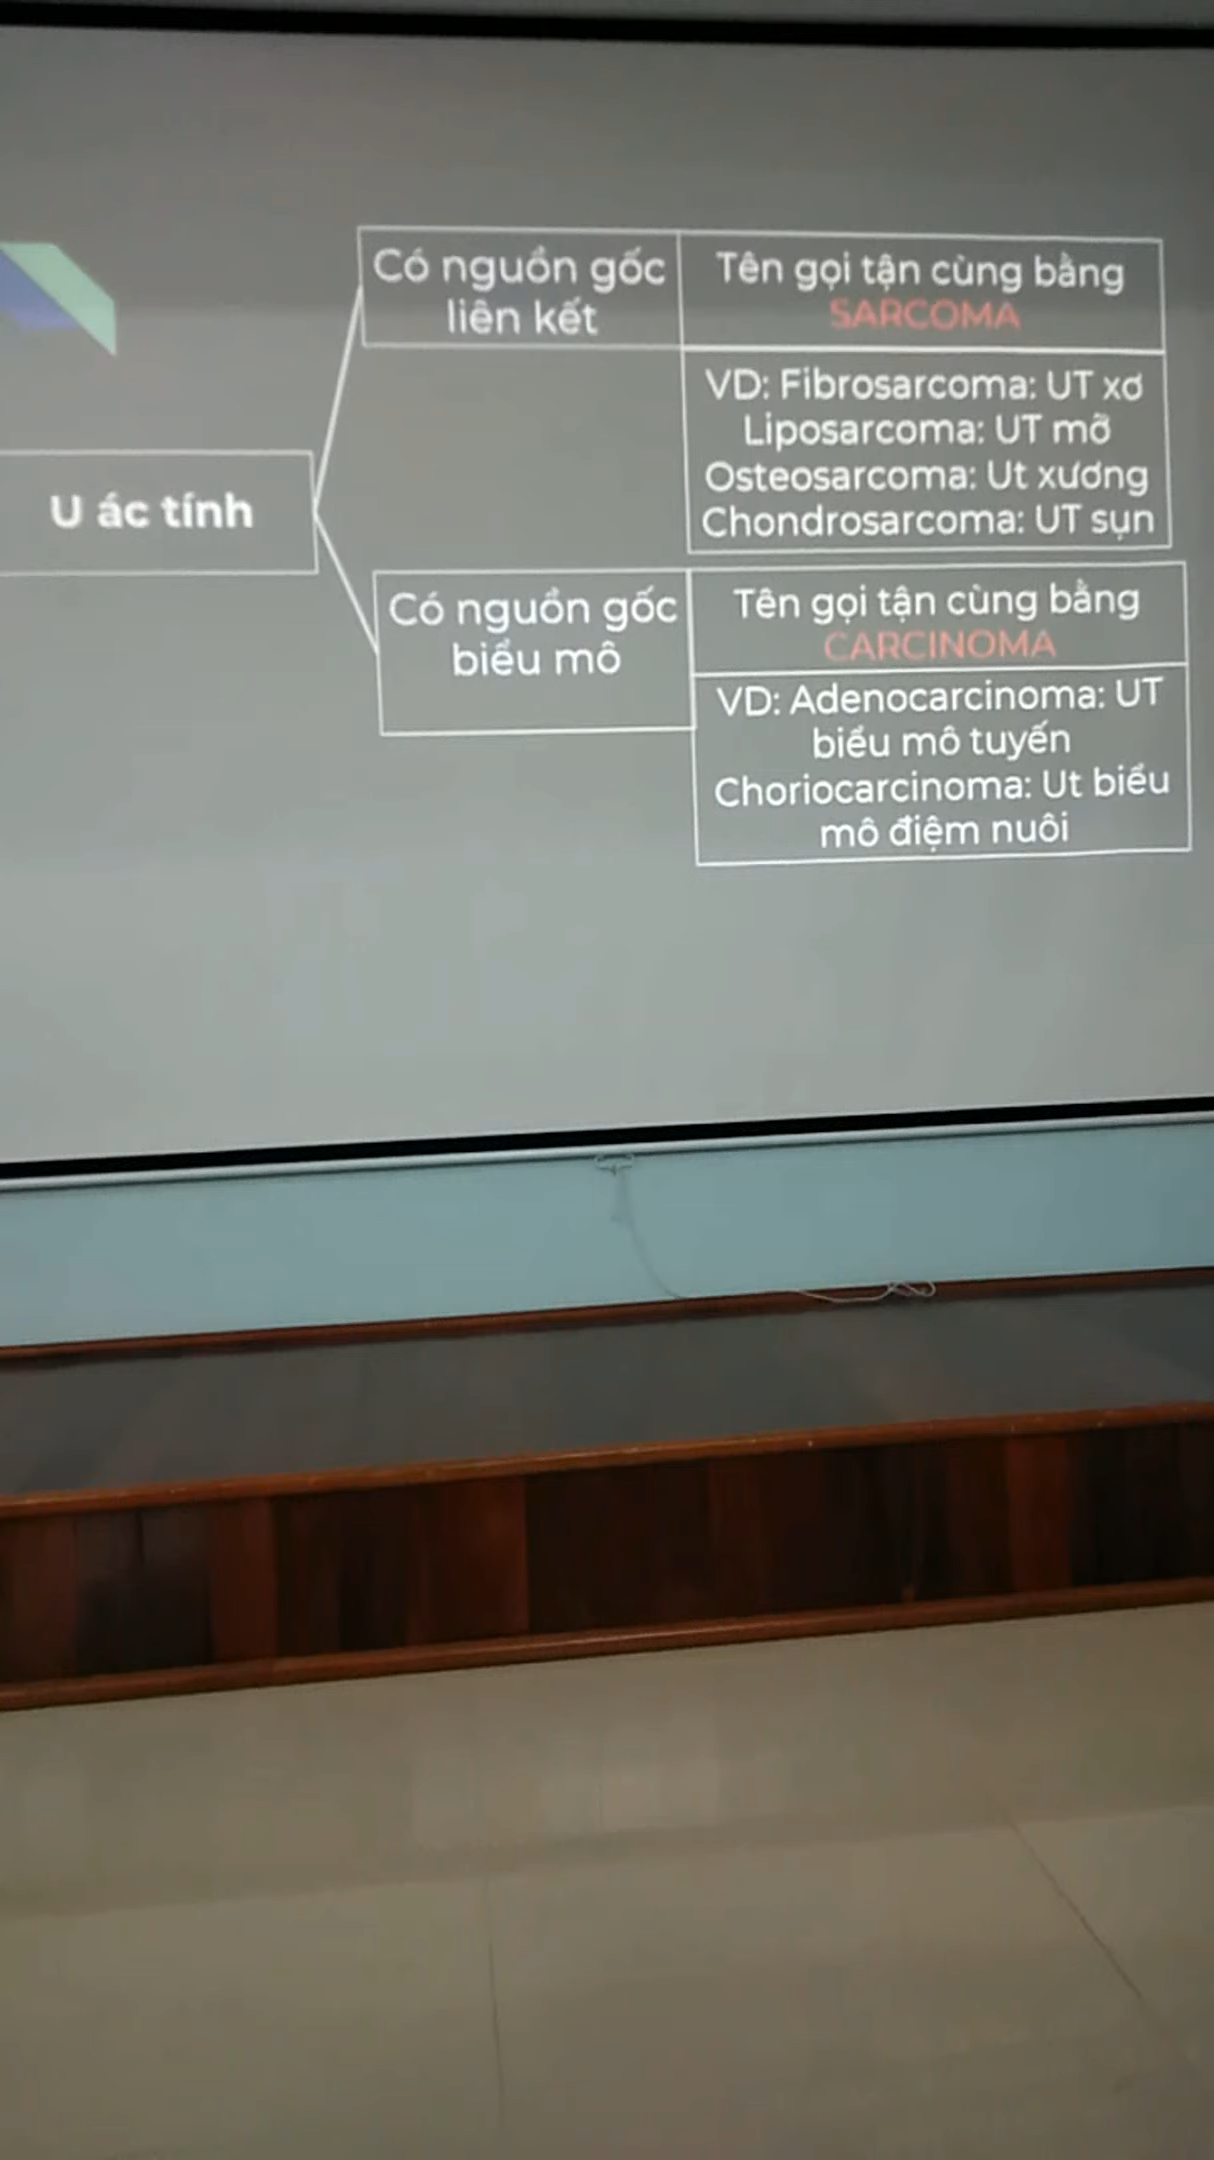 Có nguồn gốc
liên kết
Tên gọi tận cùng bằng
SARCOMA
VD: Fibrosarcoma: UT xơ
Liposarcoma: UT mỡ
Osteosarcoma: Ut xương
Chondrosarcoma: UT sụn
U ác tính
Có nguồn gốc
biểu mô
Tên gọi tận cùng bằng
CARCINOMA
VD: Adenocarcinoma: UT
biểu mô tuyến
Choriocarcinoma: Ut biểu
mô điệm nuôi